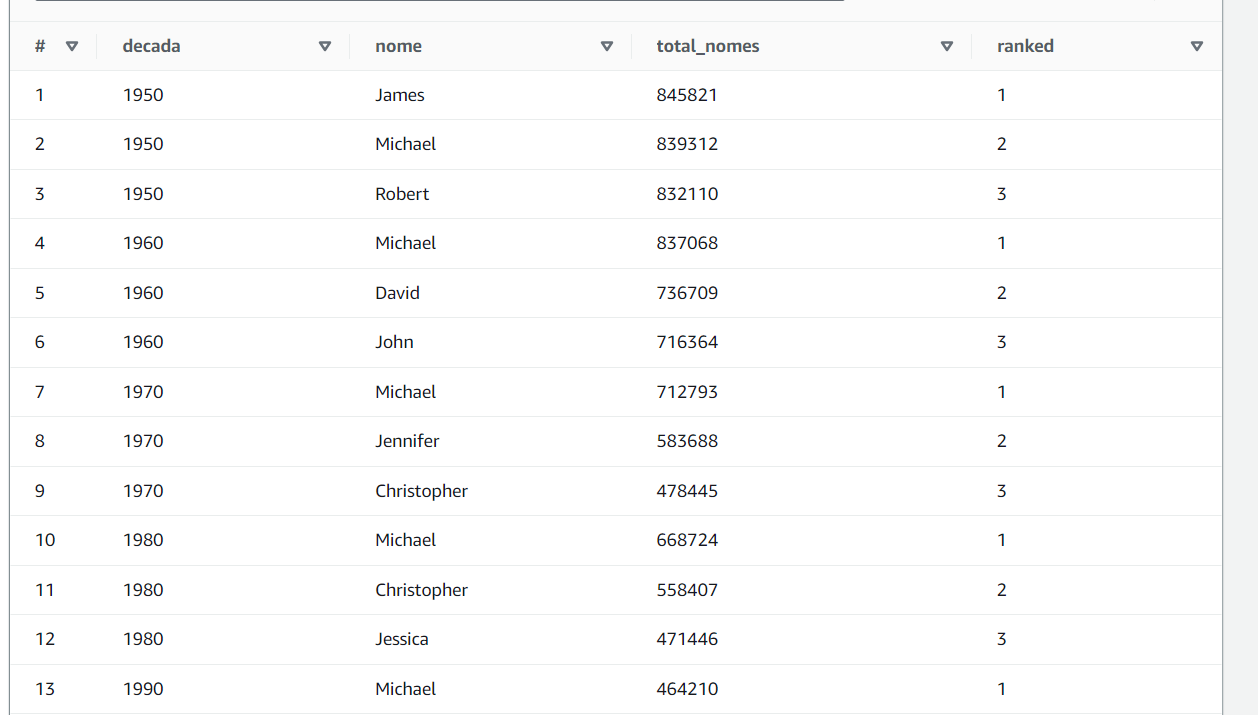 # decada nome total_nomes ranked
1 1950 James 845821 1
2 1950 Michael 839312 2
3 1950 Robert 832110 3
4 1960 Michael 837068 1
5 1960 David 736709 2
6 1960 John 716364 3
7 1970 Michael 712793 1
8 1970 Jennifer 583688 2
9 1970 Christopher 478445 3
10 1980 Michael 668724 1
11 1980 Christopher 558407 2
12 1980 Jessica 471446 3
13 1990 Michael 464210 1